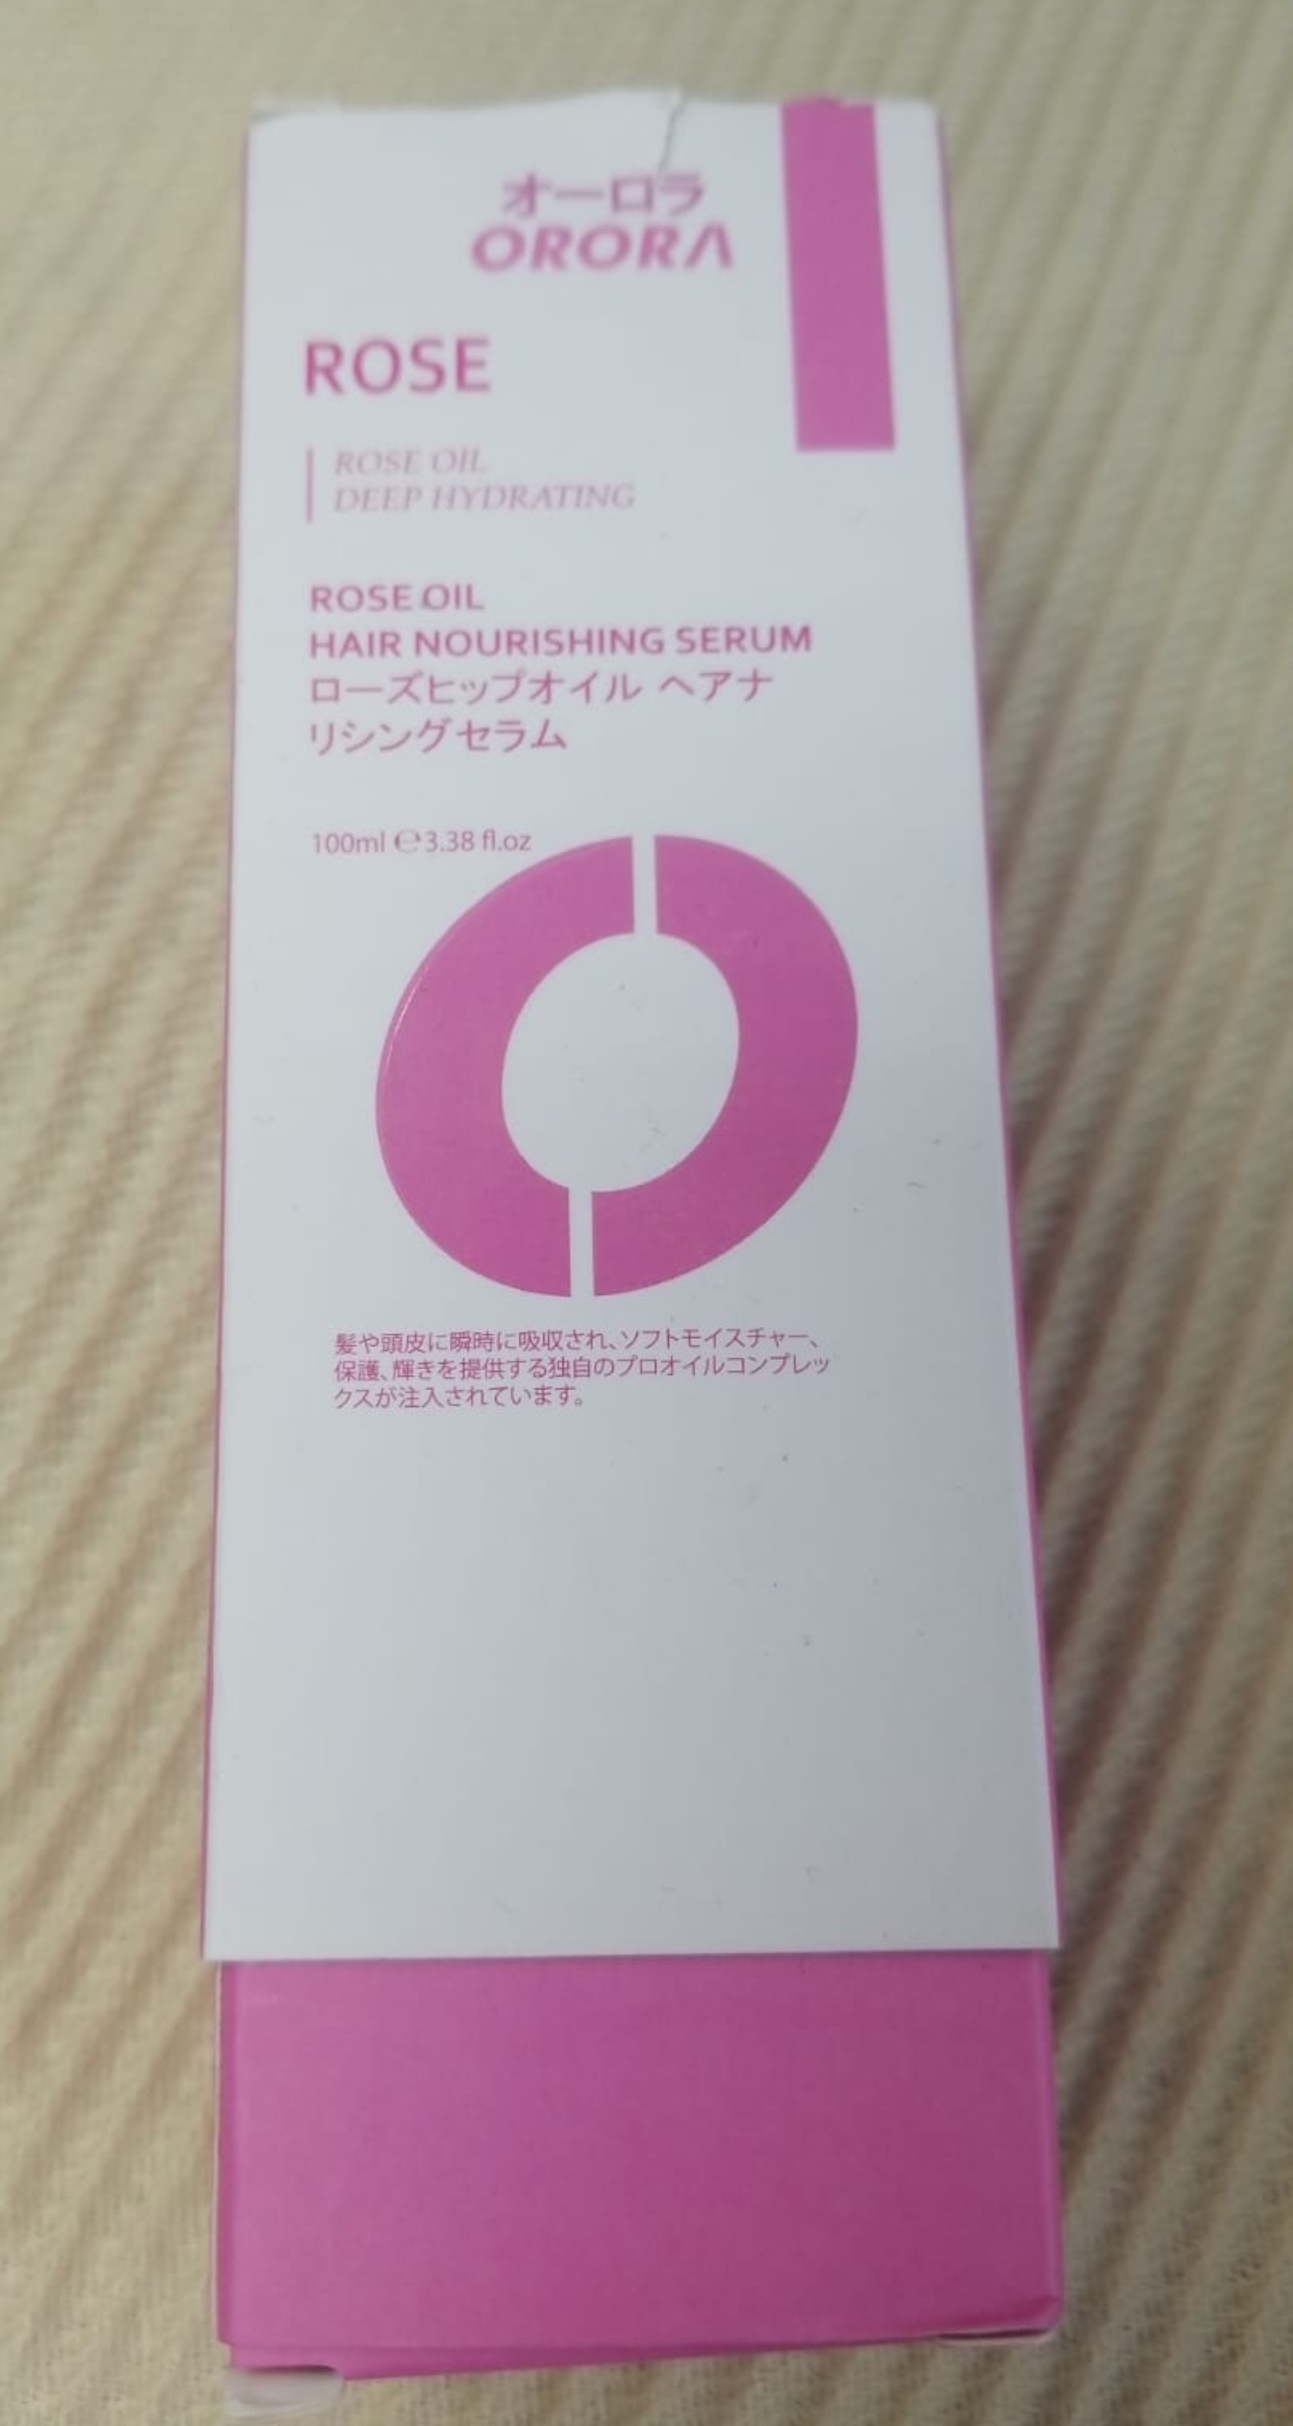 オーロラ
ORORA
ROSE
ROSE OIL
DEEP HYDRATING
ROSE OIL
HAIR NOURISHING SERUM
ローズヒップオイル ヘアナ
リシングセラム
100ml ℮ 3.38 fl.oz
髪や頭皮に瞬時に吸収され、ソフトモイスチャー、
保護、輝きを提供する独自のプロオイルコンプレッ
クスが注入されています。